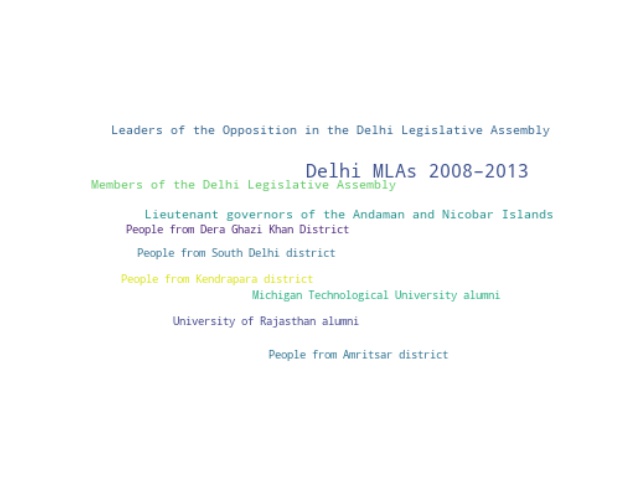 Leaders of the Opposition in the Delhi Legislative Assembly
Delhi MLAs 2008–2013
Members of the Delhi Legislative Assembly
Lieutenant governors of the Andaman and Nicobar Islands
People from Dera Ghazi Khan District
People from South Delhi district
People from Kendrapara district
Michigan Technological University alumni
University of Rajasthan alumni
People from Amritsar district